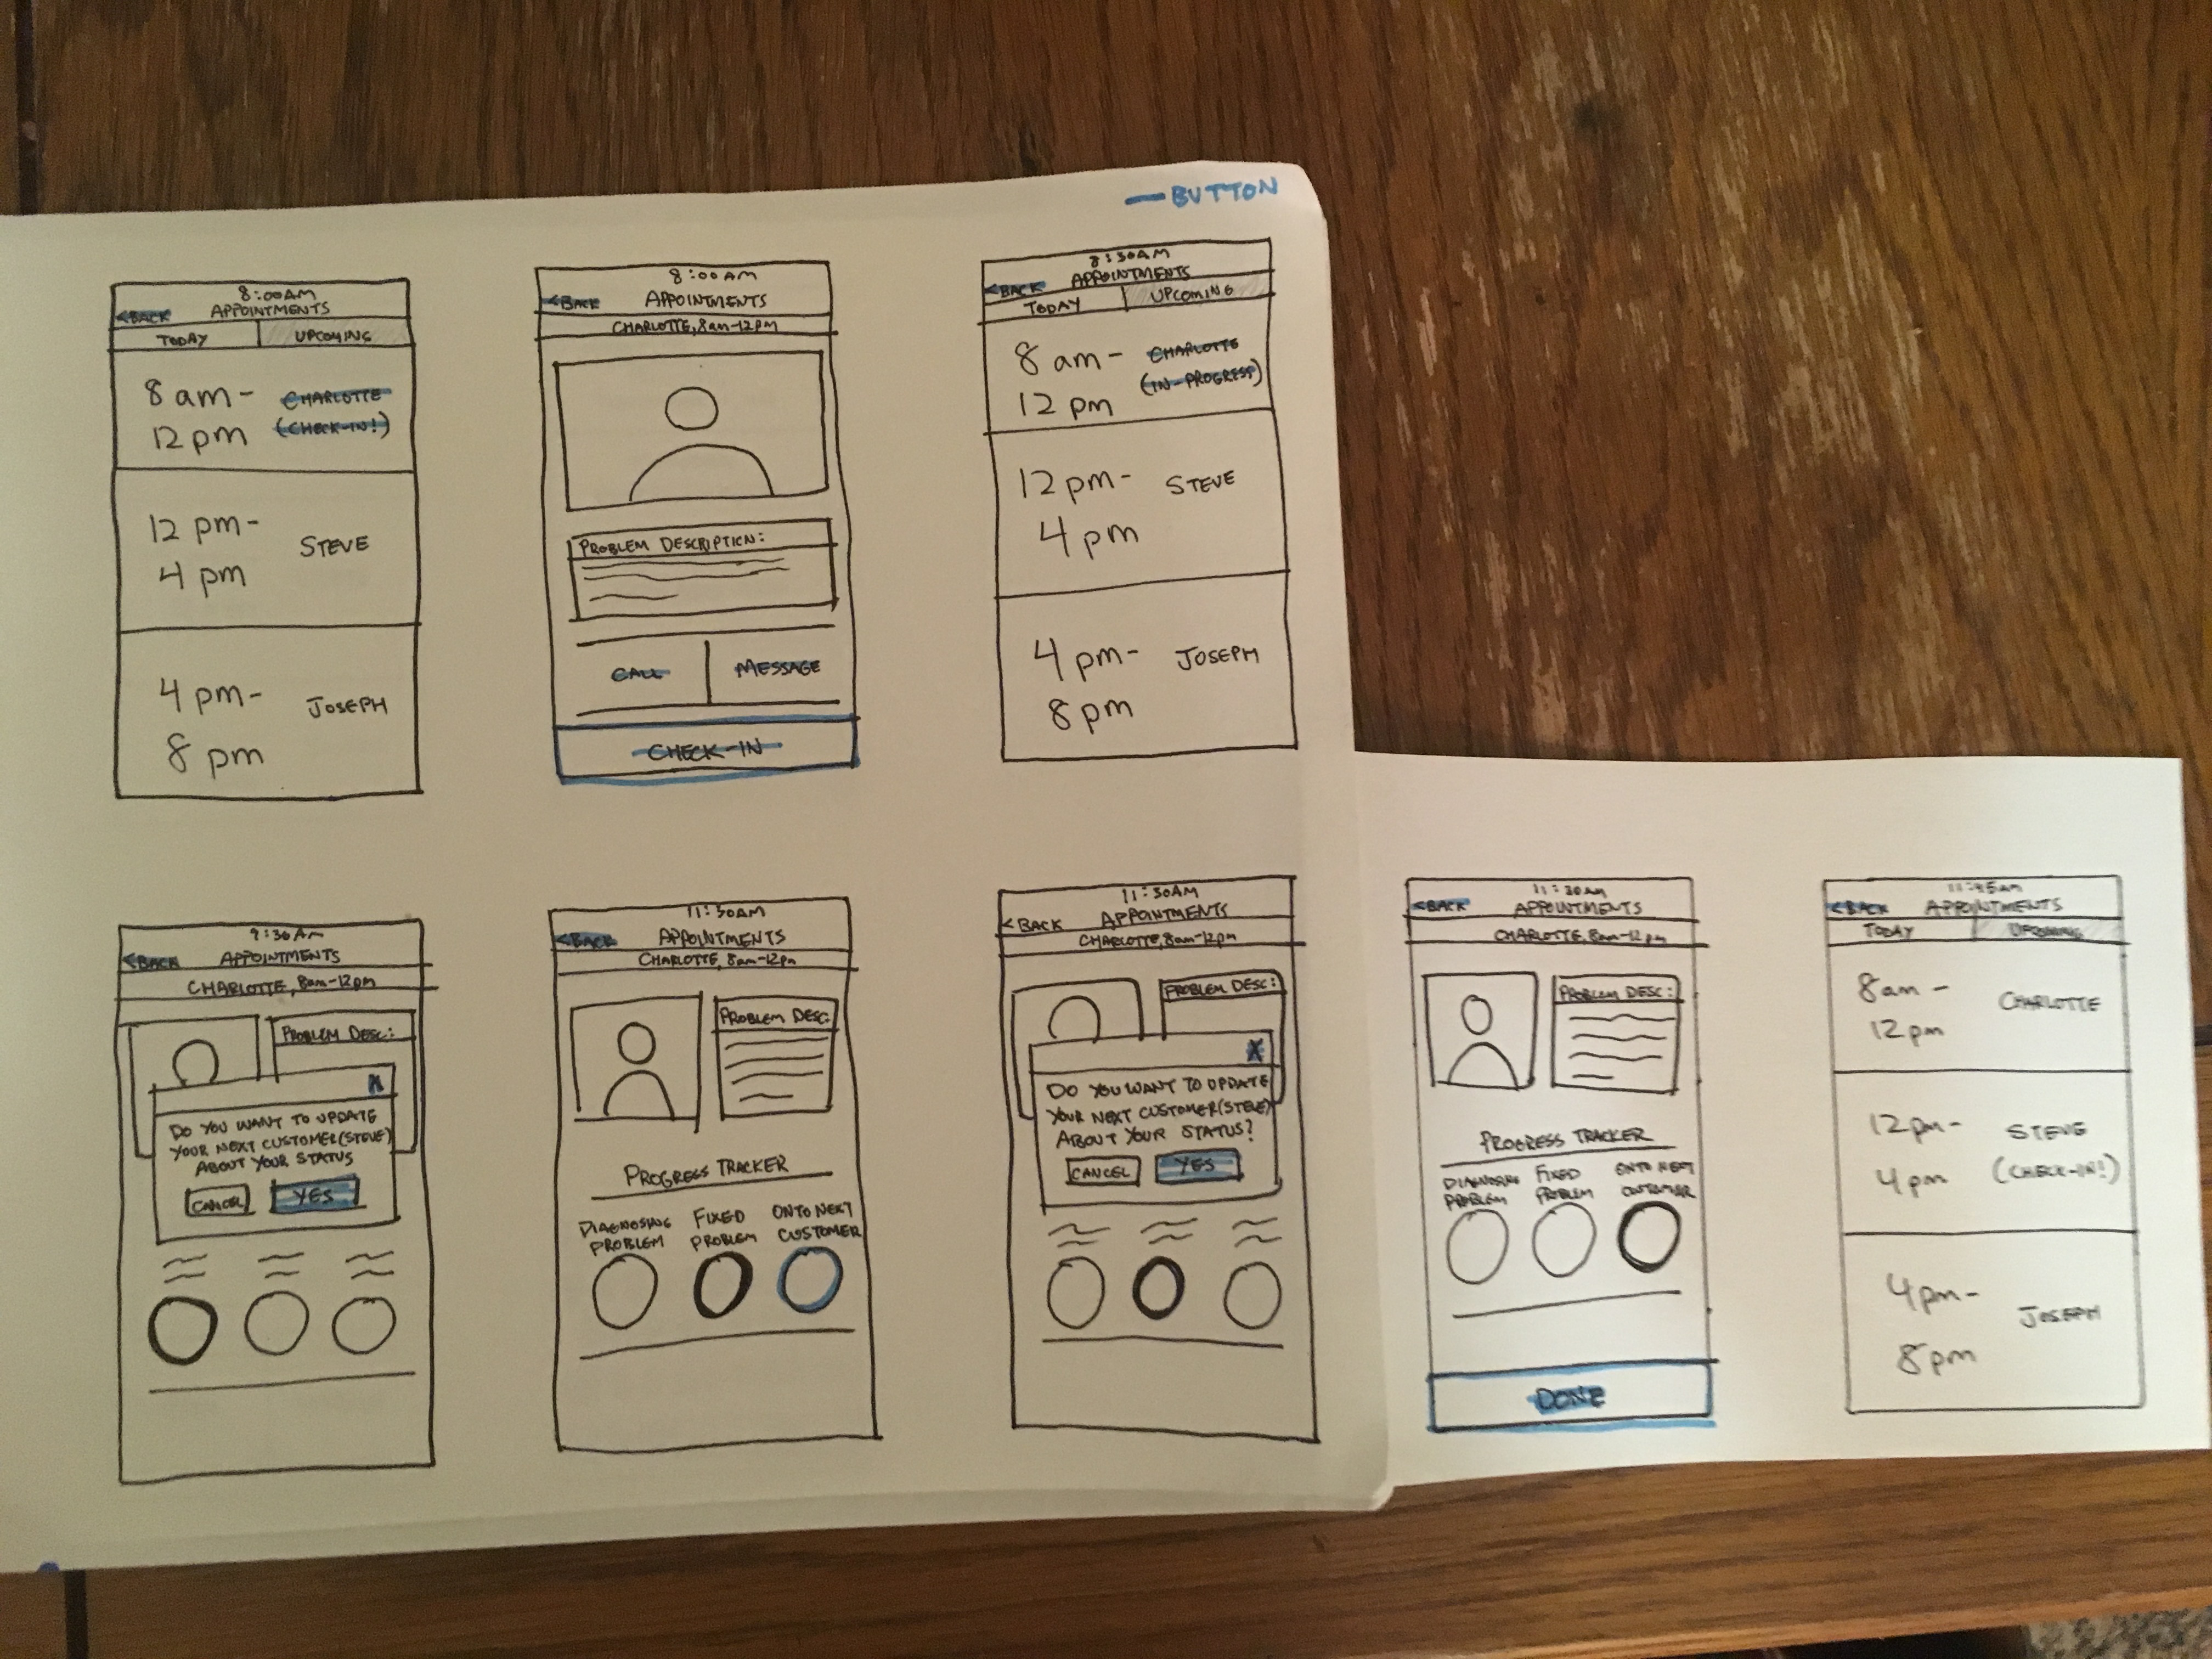 BUTTON
8:00AM
<BACK APPOINTMENTS
TODAY UPCOMING
8 am- CHARLOTTE
12 pm (CHECK-IN!)
12 pm-
STEVE
4 pm
4 pm-
JOSEPH
8 pm
8:00AM
<BACK APPOINTMENTS
CHARLOTTE, 8am-12pm
PROBLEM DESCRIPTION:
CALL MESSAGE
CHECK-IN
8:30AM
<BACK APPOINTMENTS
TODAY UPCOMING
8 am- CHARLOTTE
(IN-PROGRESS)
12 pm
12 pm- STEVE
4 pm
4 pm- JOSEPH
8 pm
9:30AM
<BACK APPOINTMENTS
CHARLOTTE, 8am-12pm
PROBLEM DESC:
X
DO YOU WANT TO UPDATE
YOUR NEXT CUSTOMER(STEVE)
ABOUT YOUR STATUS
CANCEL YES
11:30AM
<BACK APPOINTMENTS
CHARLOTTE, 8am-12pm
PROBLEM DESC:
PROGRESS TRACKER
DIAGNOSING PROBLEM
FIXED PROBLEM
ONTO NEXT CUSTOMER
11:30AM
<BACK APPOINTMENTS
CHARLOTTE, 8am-12pm
PROBLEM DESC:
X
DO YOU WANT TO UPDATE
YOUR NEXT CUSTOMER(STEVE)
ABOUT YOUR STATUS?
CANCEL YES
11:30AM
<BACK APPOINTMENTS
CHARLOTTE, 8am-12pm
PROBLEM DESC:
PROGRESS TRACKER
DIAGNOSING PROBLEM
FIXED PROBLEM
ONTO NEXT CUSTOMER
DONE
11:45am
<BACK APPOINTMENTS
TODAY UPCOMING
8am-
CHARLOTTE
12pm
12pm- STEVE
4pm (CHECK-IN!)
4pm-
JOSEPH
8pm